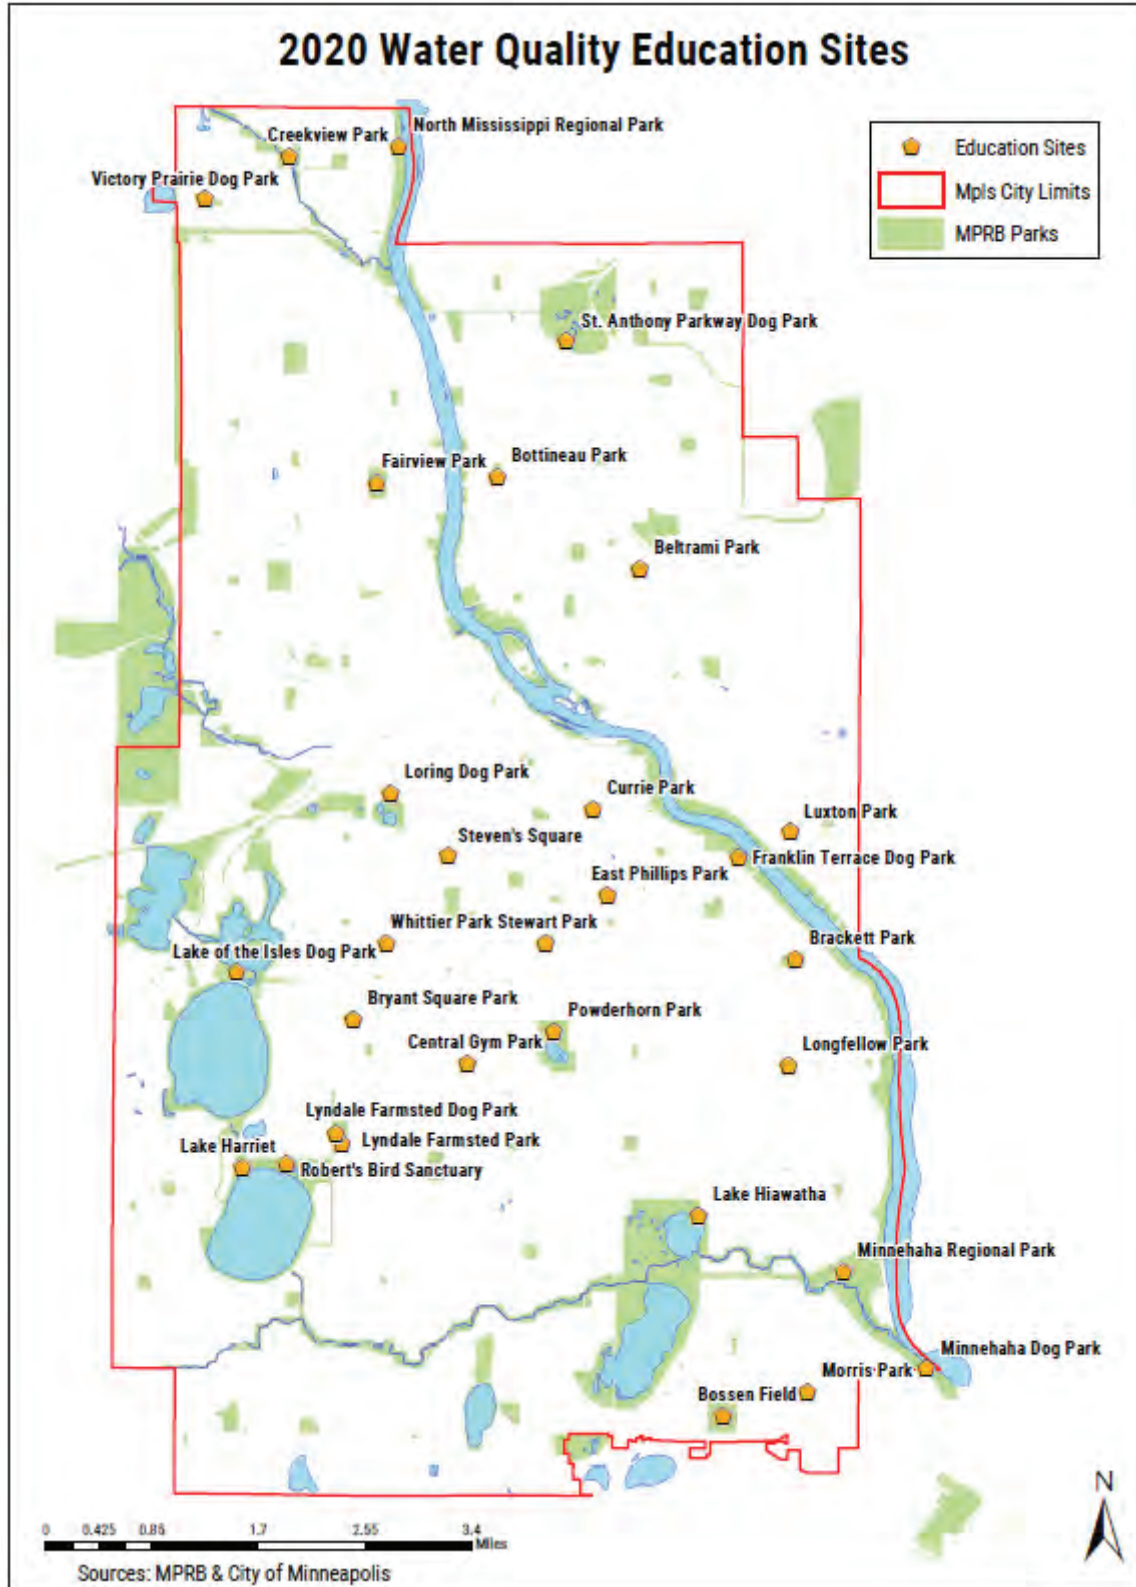 2020 Water Quality Education Sites
North Mississippi Regional Park
Creekview Park
Victory Prairie Dog Park
Education Sites
Mpls City Limits
MPRB Parks
St. Anthony Parkway Dog Park
Fairview Park
Bottineau Park
Beltrami Park
Loring Dog Park
Currie Park
Luxton Park
Steven's Square
Franklin Terrace Dog Park
East Phillips Park
Whittier Park Stewart Park
Brackett Park
Lake of the Isles Dog Park
Bryant Square Park
Powderhorn Park
Central Gym Park
Longfellow Park
Lyndale Farmsted Dog Park
Lyndale Farmsted Park
Lake Harriet
Robert's Bird Sanctuary
Lake Hiawatha
Minnehaha Regional Park
Minnehaha Dog Park
Morris Park
Bossen Field
N
0 0.425 0.85 1.7 2.55 3.4
Miles
Sources: MPRB & City of Minneapolis